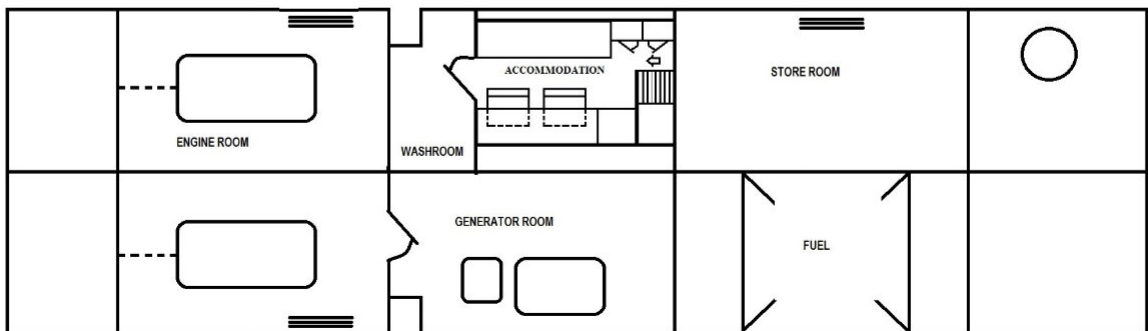 ACCOMMODATION
STORE ROOM
ENGINE ROOM
WASHROOM
GENERATOR ROOM
FUEL